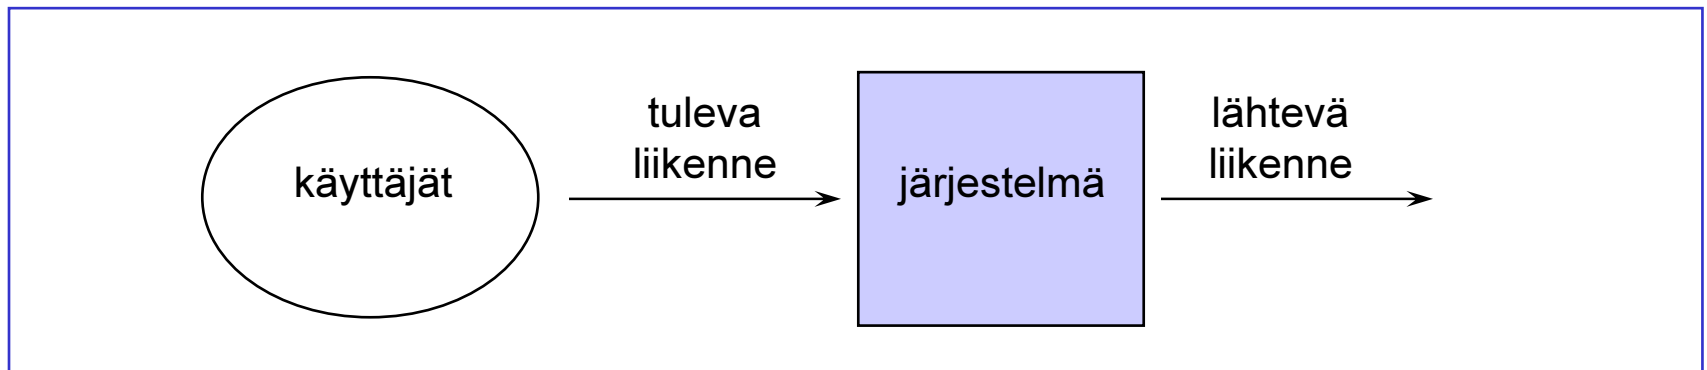 käyttäjät
tuleva
liikenne
järjestelmä
lähtevä
liikenne